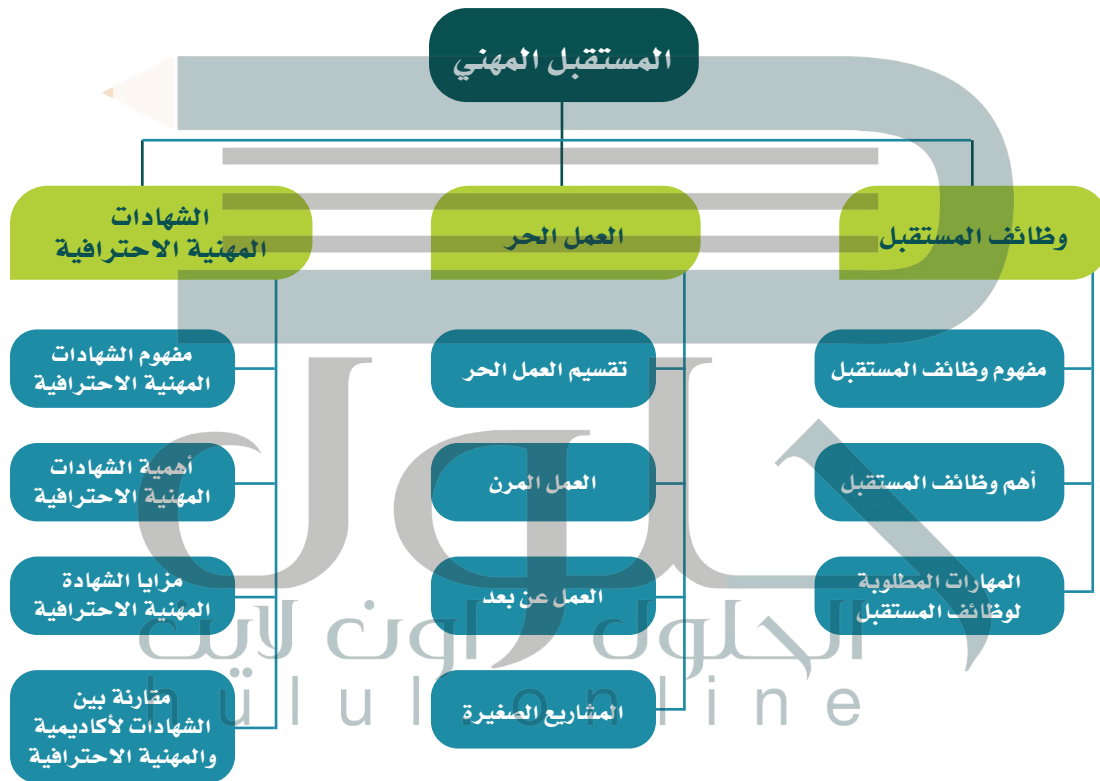 المستقبل المهني
وظائف المستقبل
مفهوم وظائف المستقبل
أهم وظائف المستقبل
المهارات المطلوبة
لوظائف المستقبل
العمل الحر
تقسيم العمل الحر
العمل المرن
العمل عن بعد
المشاريع الصغيرة
الشهادات
المهنية الاحترافية
مفهوم الشهادات
المهنية الاحترافية
أهمية الشهادات
المهنية الاحترافية
مزايا الشهادة
المهنية الاحترافية
مقارنة بين
الشهادات لأكاديمية
والمهنية الاحترافية
حلول
الحلول اون لاين
hulul.online